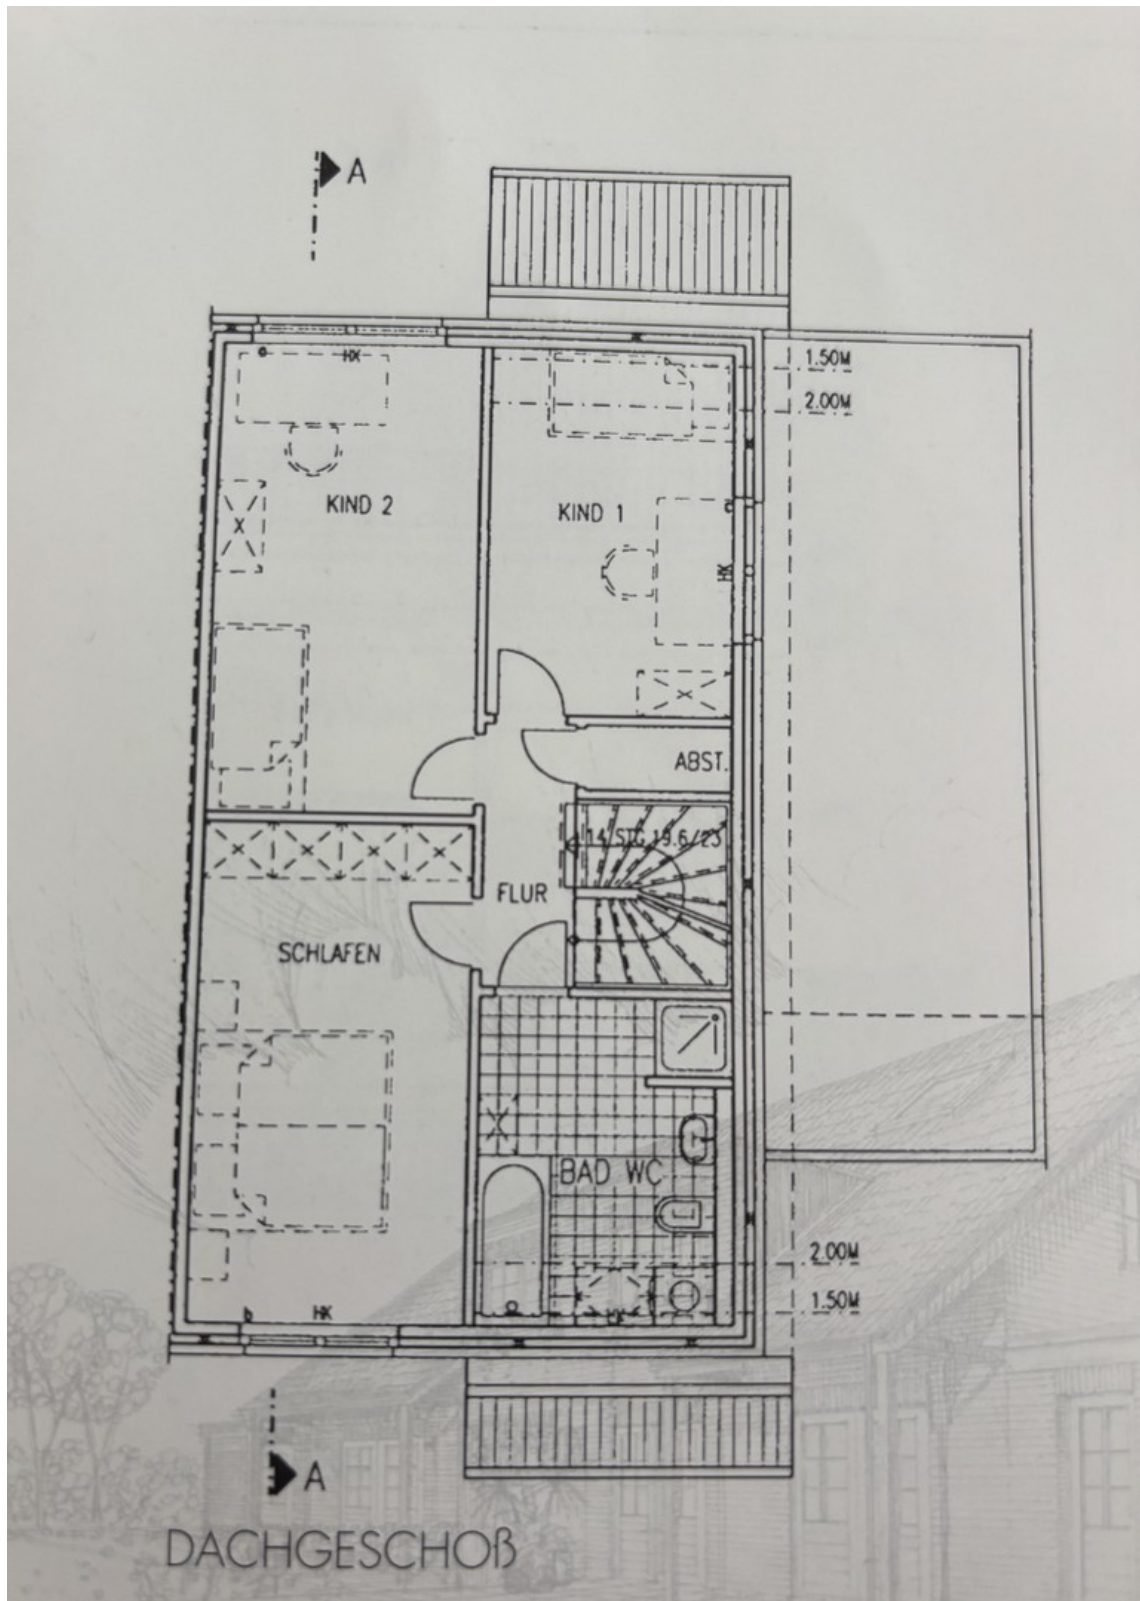 A
1.50M
2.00M
HK
KIND 2
KIND 1
HK
ABST.
14 STG 19.6/23
FLUR
SCHLAFEN
BAD WC
2.00M
1.50M
HK
A
DACHGESCHOß